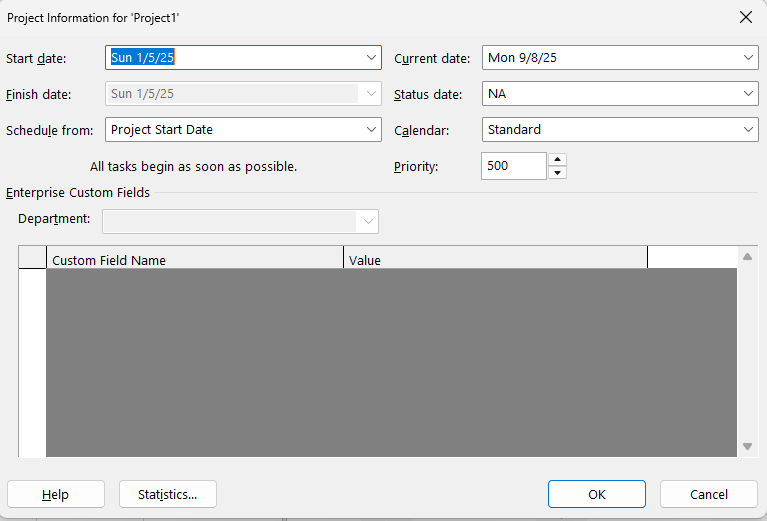 Project Information for 'Project1'
Start date: Sun 1/5/25 Current date: Mon 9/8/25
Finish date: Sun 1/5/25 Status date: NA
Schedule from: Project Start Date Calendar: Standard
All tasks begin as soon as possible. Priority: 500
Enterprise Custom Fields
Department:
Custom Field Name Value
Help Statistics... OK Cancel